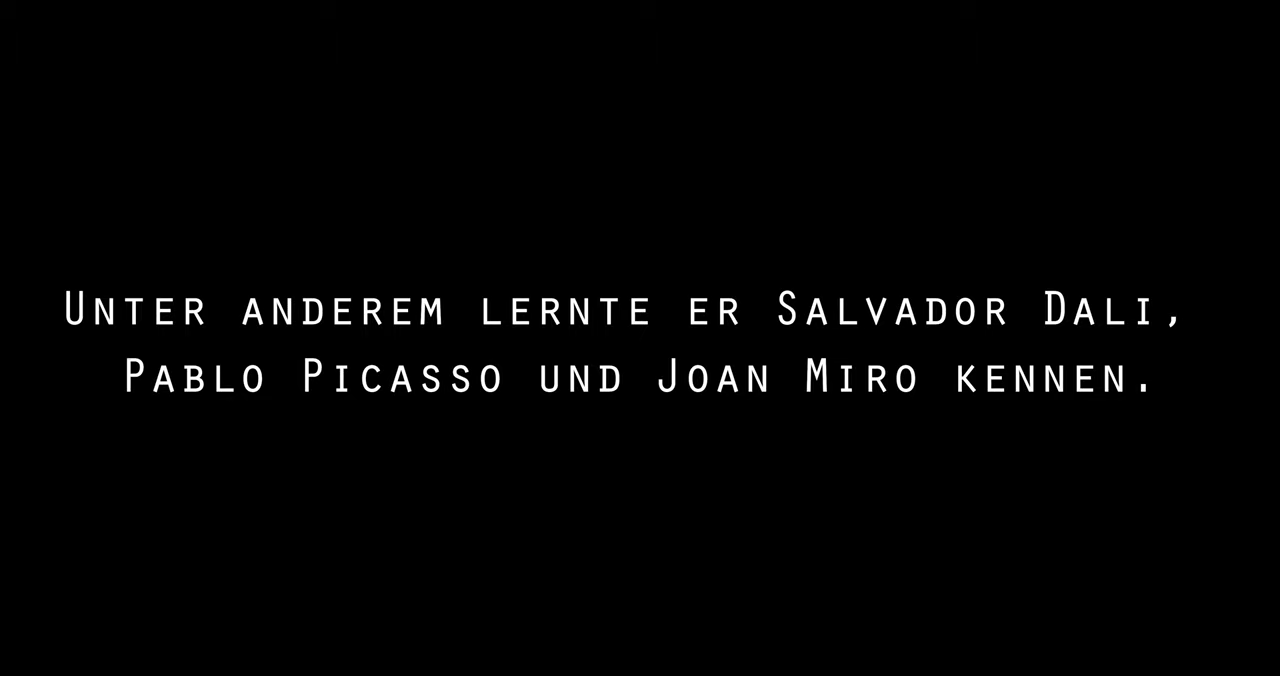 Unter anderem lernte er Salvador Dali,
Pablo Picasso und Joan Miro kennen.